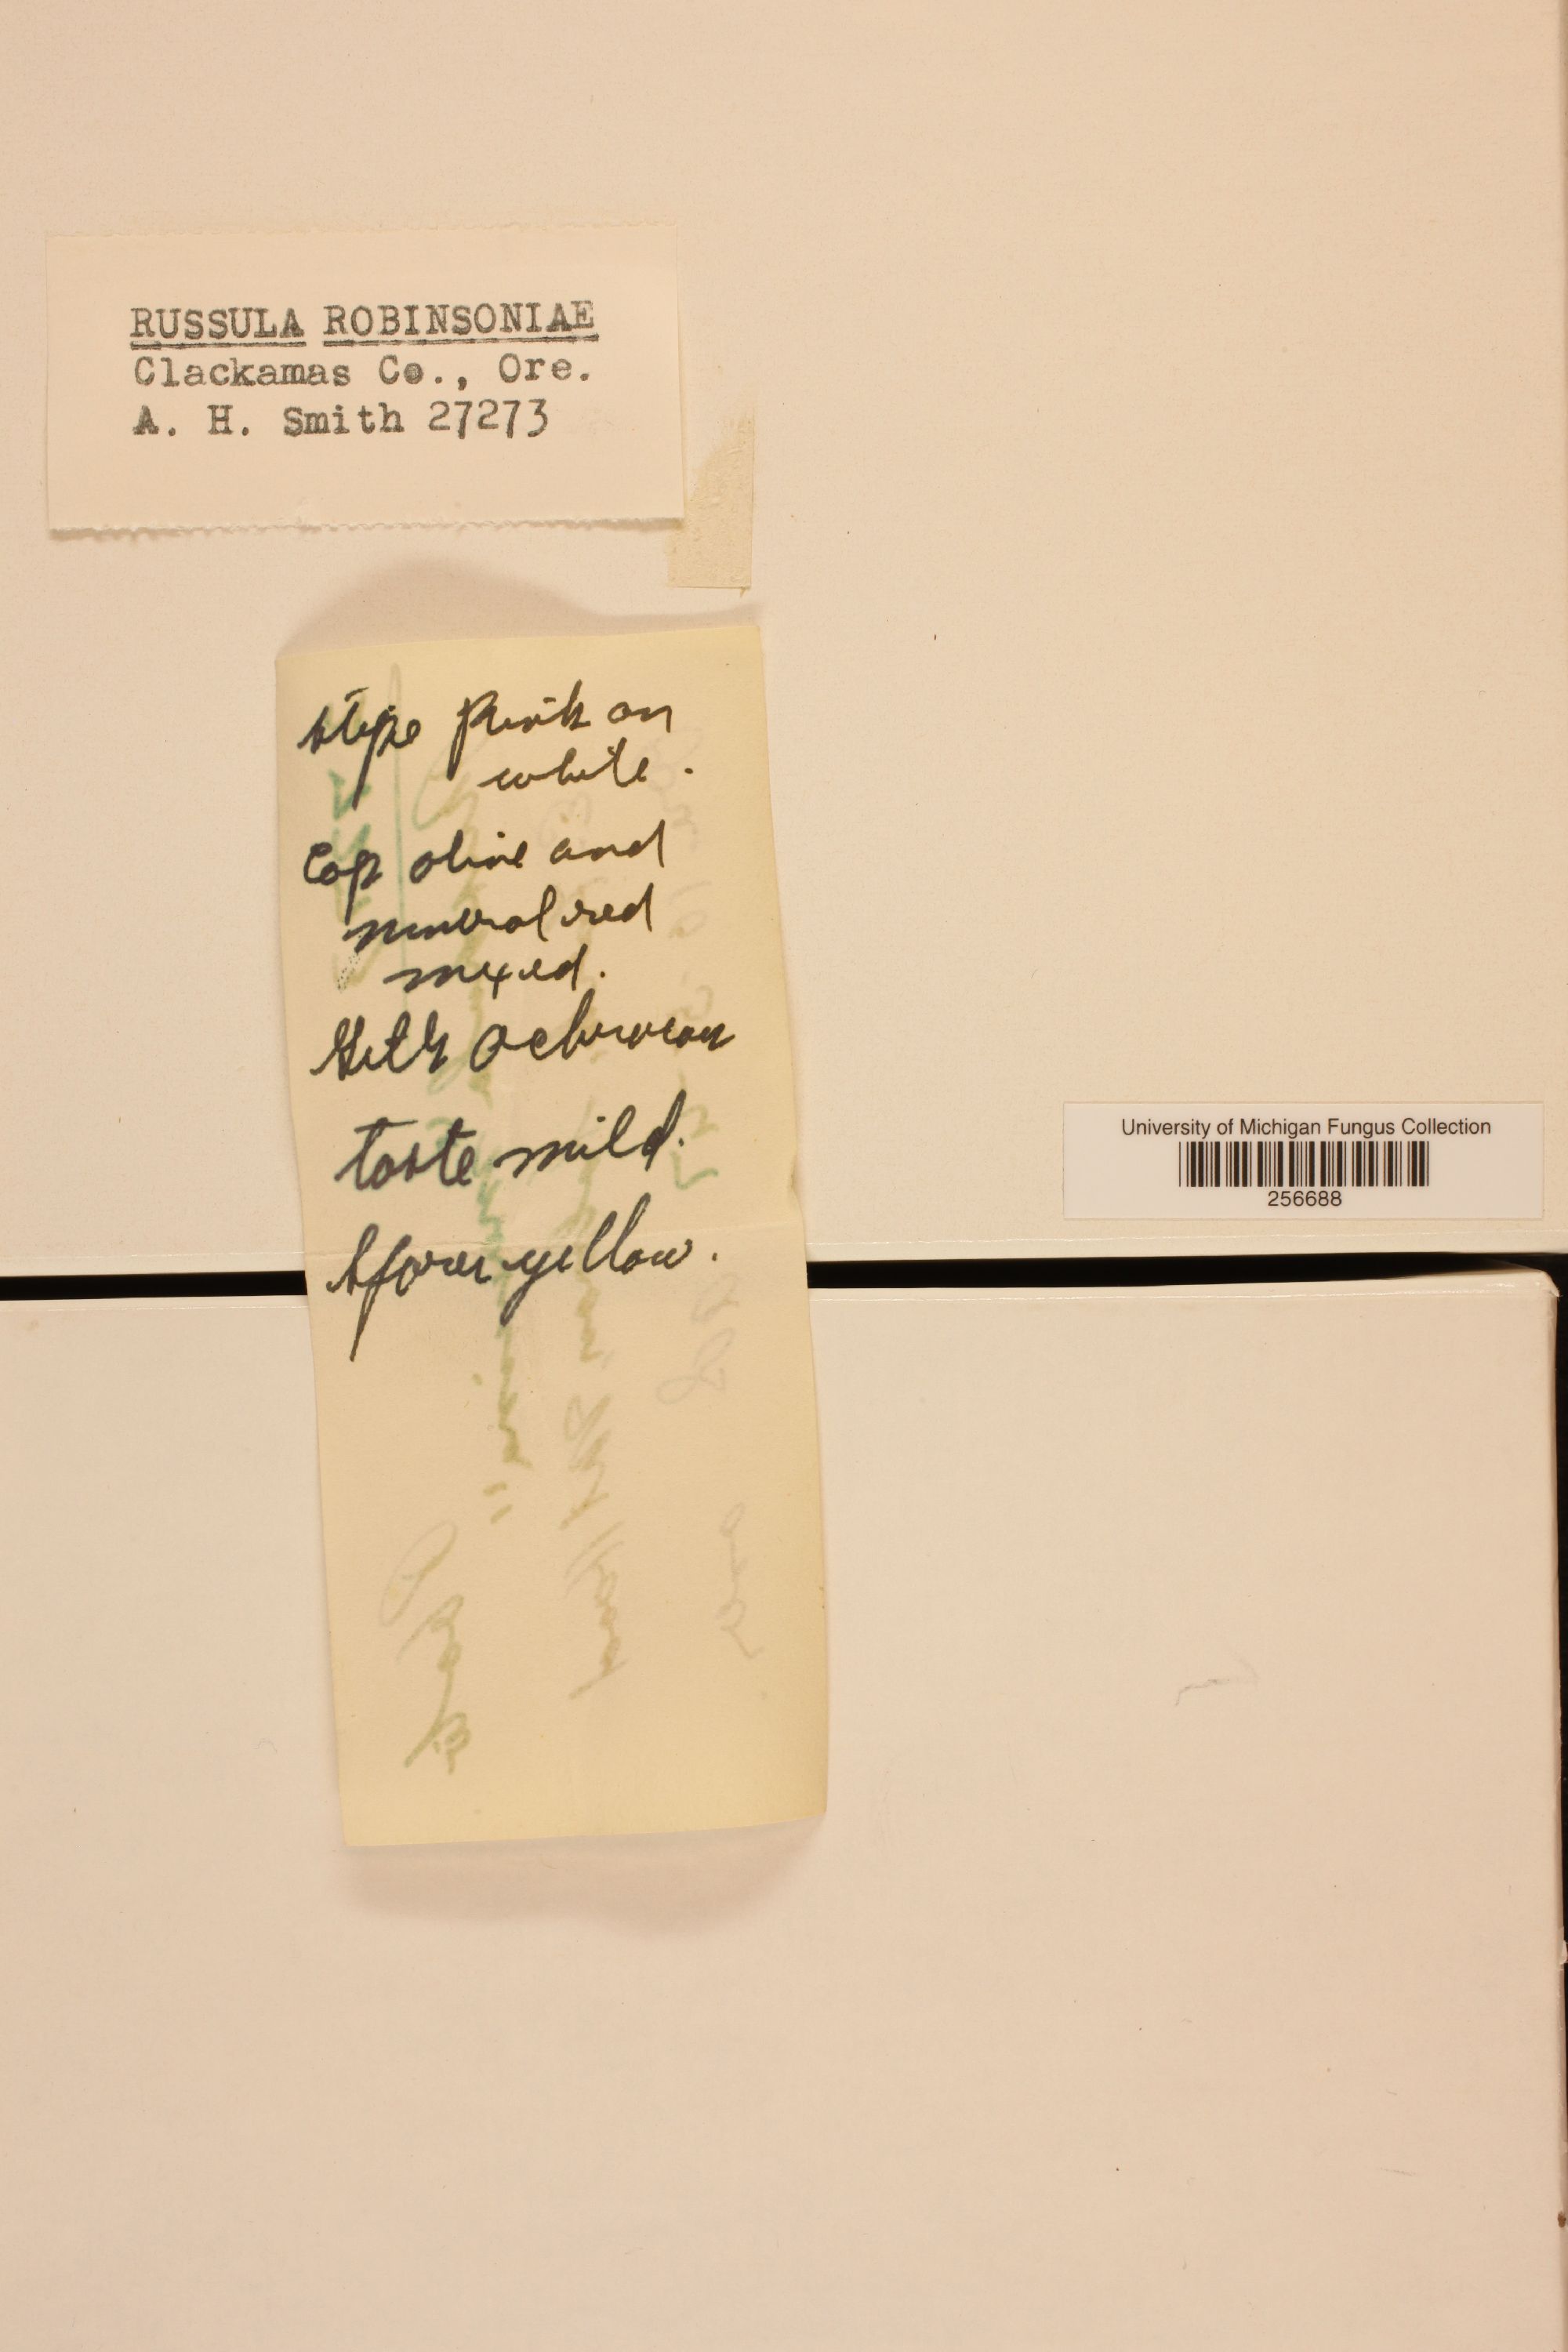 RUSSULA ROBINSONIAE
Clackamas Co., Ore.
A. H. Smith 27273
stipe pink on
white.
Cap olive and
mineral red
mixed.
Gills ochraceous
taste mild.
spores yellow.
University of Michigan Fungus Collection
256688